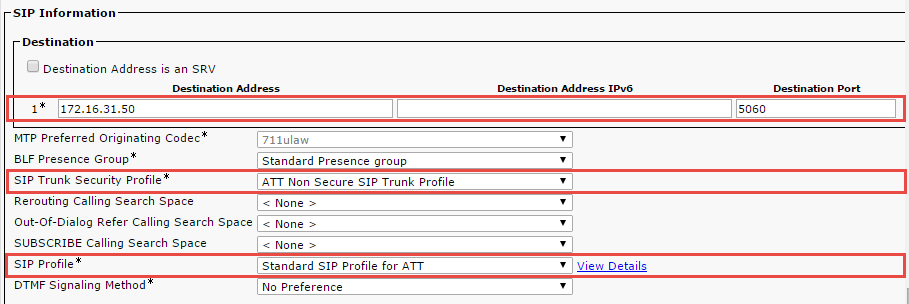 SIP Information
Destination
Destination Address is an SRV
Destination Address Destination Address IPv6 Destination Port
1* 172.16.31.50 5060
MTP Preferred Originating Codec* 711ulaw
BLF Presence Group* Standard Presence group
SIP Trunk Security Profile* ATT Non Secure SIP Trunk Profile
Rerouting Calling Search Space < None >
Out-Of-Dialog Refer Calling Search Space < None >
SUBSCRIBE Calling Search Space < None >
SIP Profile* Standard SIP Profile for ATT View Details
DTMF Signaling Method* No Preference